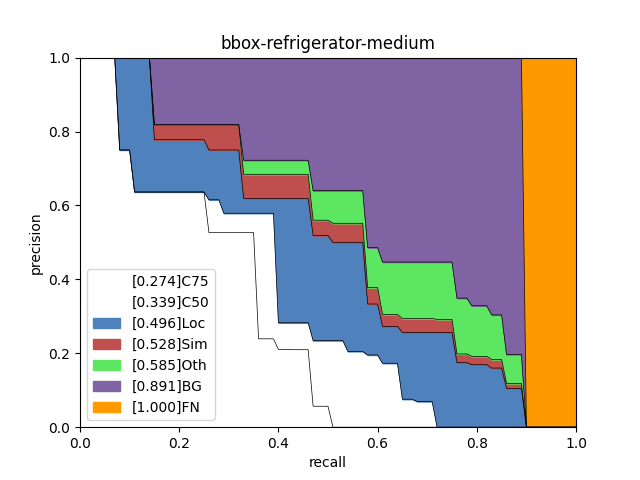 bbox-refrigerator-medium
1.0
0.8
0.6
0.4
0.2
0.0
precision
[0.274]C75
[0.339]C50
[0.496]Loc
[0.528]Sim
[0.585]Oth
[0.891]BG
[1.000]FN
0.0 0.2 0.4 0.6 0.8 1.0
recall